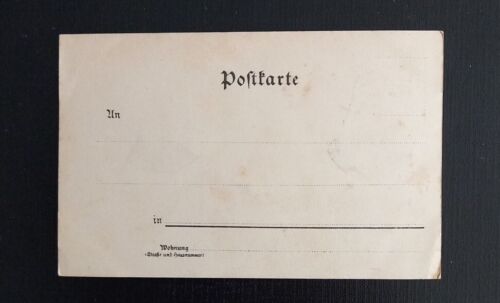 Postkarte
An
in
Wohnung
(Straße und Hausnummer)